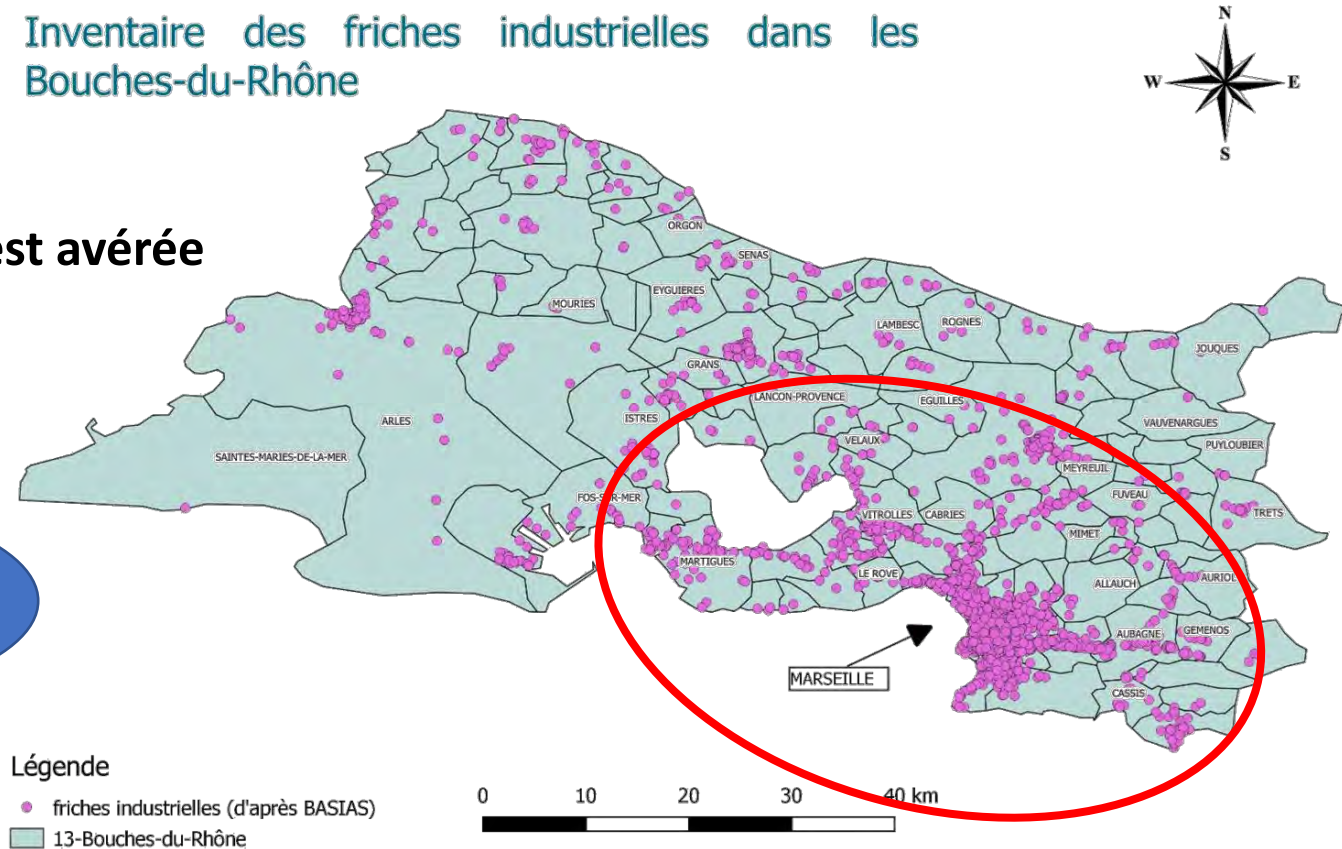 Inventaire des friches industrielles dans les
Bouches-du-Rhône
N
W
E
S
est avérée
ORGON
SENAS
EYGUIERES
MOURIES
LAMBESC
ROGNES
JOUQUES
GRANS
LANCON-PROVENCE
EGUILLES
ISTRES
ARLES
VAUVENARGUES
VELAUX
PUYLOUBIER
SAINTES-MARIES-DE-LA-MER
MEYREUIL
FOS-SUR-MER
FUVEAU
VITROLLES
CABRIES
TRETS
MIMET
MARTIGUES
LE ROVE
ALLAUCH
AURIOL
AUBAGNE
GEMENOS
MARSEILLE
CASSIS
Légende
friches industrielles (d'après BASIAS)
13-Bouches-du-Rhône
0 10 20 30 40 km